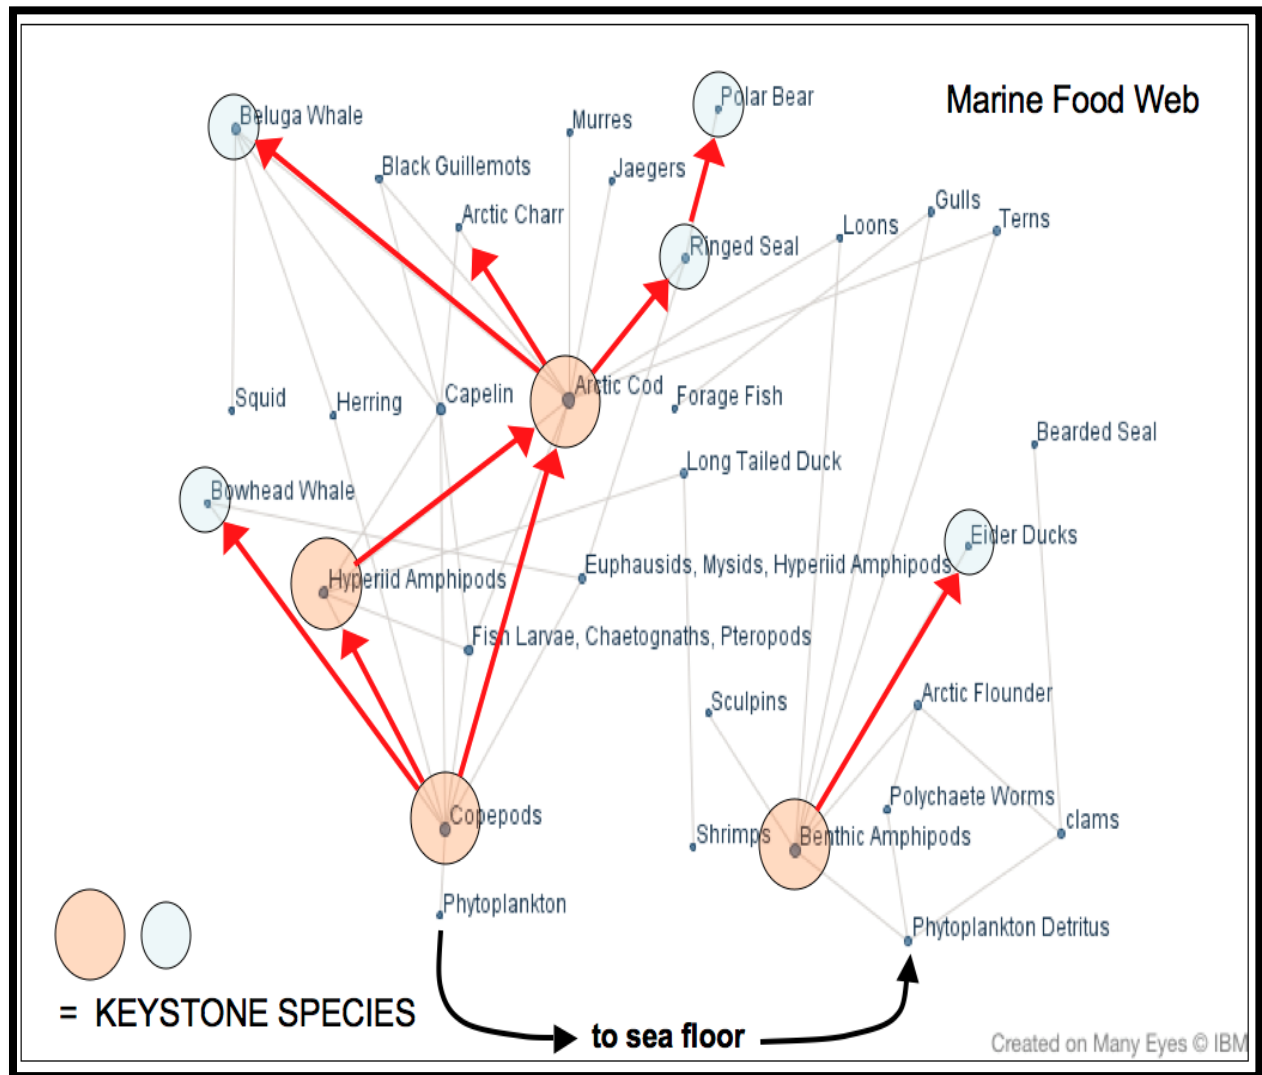 Marine Food Web
Polar Bear
Beluga Whale
Murres
Black Guillemots
Jaegers
Arctic Charr
Gulls
Loons
Terns
Ringed Seal
Arctic Cod
Forage Fish
Squid
Herring
Capelin
Bearded Seal
Long Tailed Duck
Bowhead Whale
Eider Ducks
Euphausids, Mysids, Hyperiid Amphipods
Hyperiid Amphipods
Fish Larvae, Chaetognaths, Pteropods
Arctic Flounder
Sculpins
Polychaete Worms
Copepods
clams
Shrimps
Benthic Amphipods
Phytoplankton
Phytoplankton Detritus
= KEYSTONE SPECIES
to sea floor
Created on Many Eyes © IBM